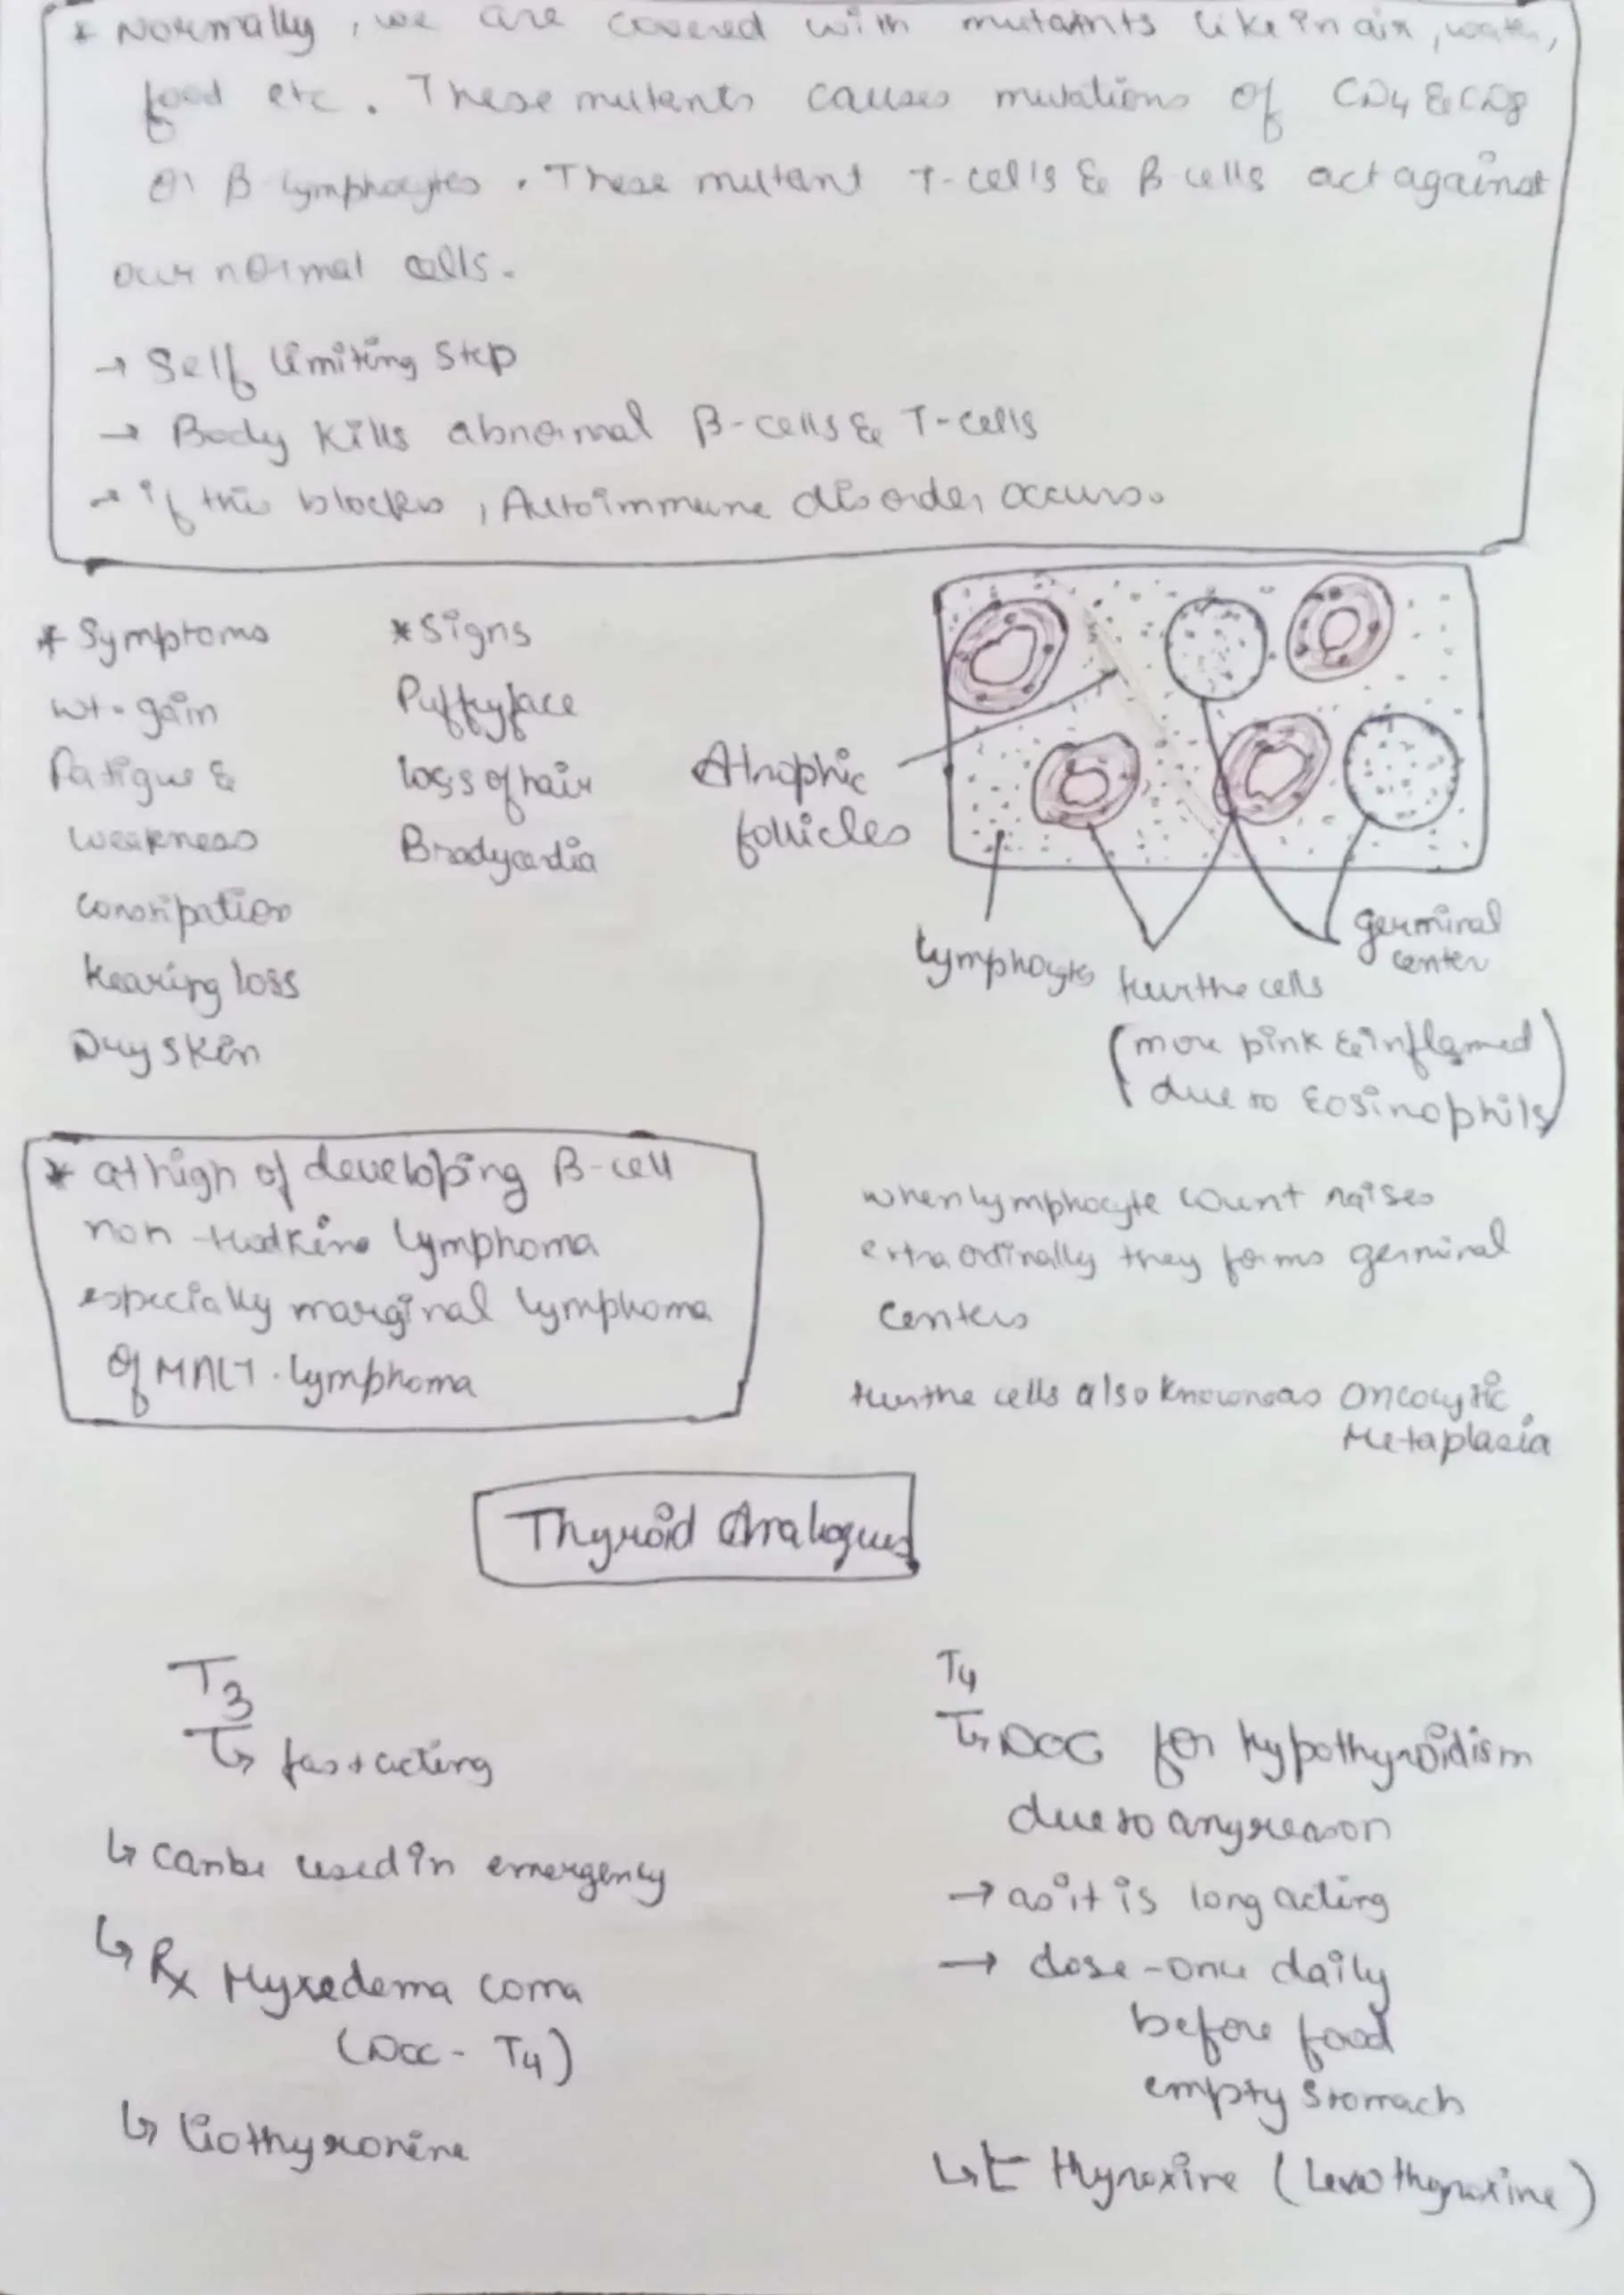 * Normally, we are covered with mutants like in air, water,
food etc. These mutants causes mutations of CD4 & CD8
or B-lymphocytes. These mutant T-cells & B cells act against
our normal cells.
→ Self limiting step
→ Body kills abnormal B-cells & T-cells
→ if this blocks, Autoimmune disorder occurs.
* Symptoms
wt. gain
Fatigue &
weakness
constipation
Hearing loss
Dry skin
* Signs
Puffy face
loss of hair
Bradycardia
Atrophic
follicles
lymphocytes
hurthe cells
(more pink & inflamed
due to Eosinophils)
germinal
center
* at high of developing B-cell
non-Hodkins lymphoma
especially marginal lymphoma
of MALT. lymphoma
when lymphocyte count raises
extraordinally they forms germinal
centers
hurthe cells also known as oncocytic
Metaplasia
Thyroid Analogues
T3
↳ fast acting
↳ can be used in emergency
↳ Rx Myxedema coma
(DOC - T4)
↳ liothyronine
T4
↳ DOC for hypothyroidism
due to any reason
→ as it is long acting
→ dose-once daily
before food
empty stomach
↳ L thyroxine (Levothyroxine)